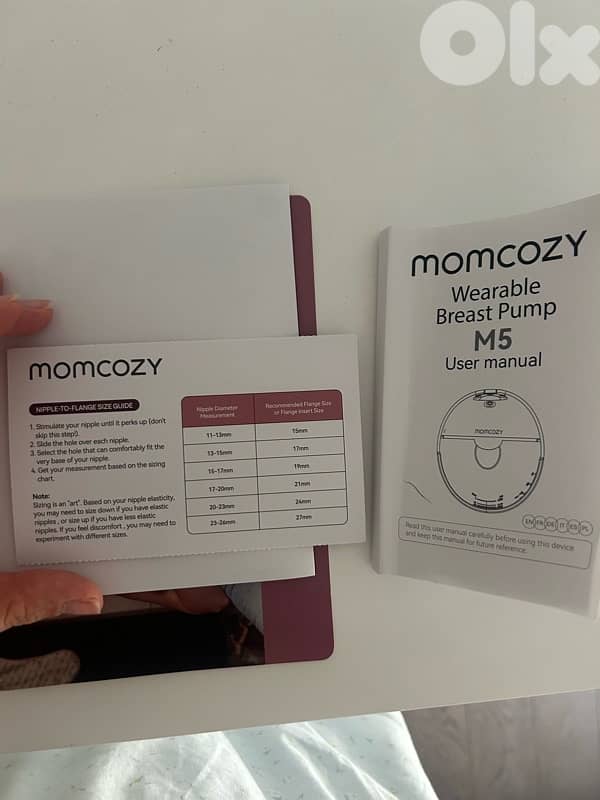 Olx
momcozy
NIPPLE-TO-FLANGE SIZE GUIDE
1. Stimulate your nipple until it perks up (don't
skip this step!).
2. Slide the hole over each nipple.
3. Select the hole that can comfortably fit the
very base of your nipple.
4. Get your measurement based on the sizing
chart.
Note:
Sizing is an "art". Based on your nipple elasticity,
you may need to size down if you have elastic
nipples , or size up if you have less elastic
nipples. If you feel discomfort , you may need to
experiment with different sizes.
Nipple Diameter
Measurement
Recommended Flange Size
or Flange Insert Size
11-13mm 15mm
13-15mm 17mm
15-17mm 19mm
17-20mm 21mm
20-23mm 24mm
23-26mm 27mm
momcozy
Wearable
Breast Pump
M5
User manual
momcozy
EN FR DE IT ES PL
Read this user manual carefully before using this device
and keep this manual for future reference.